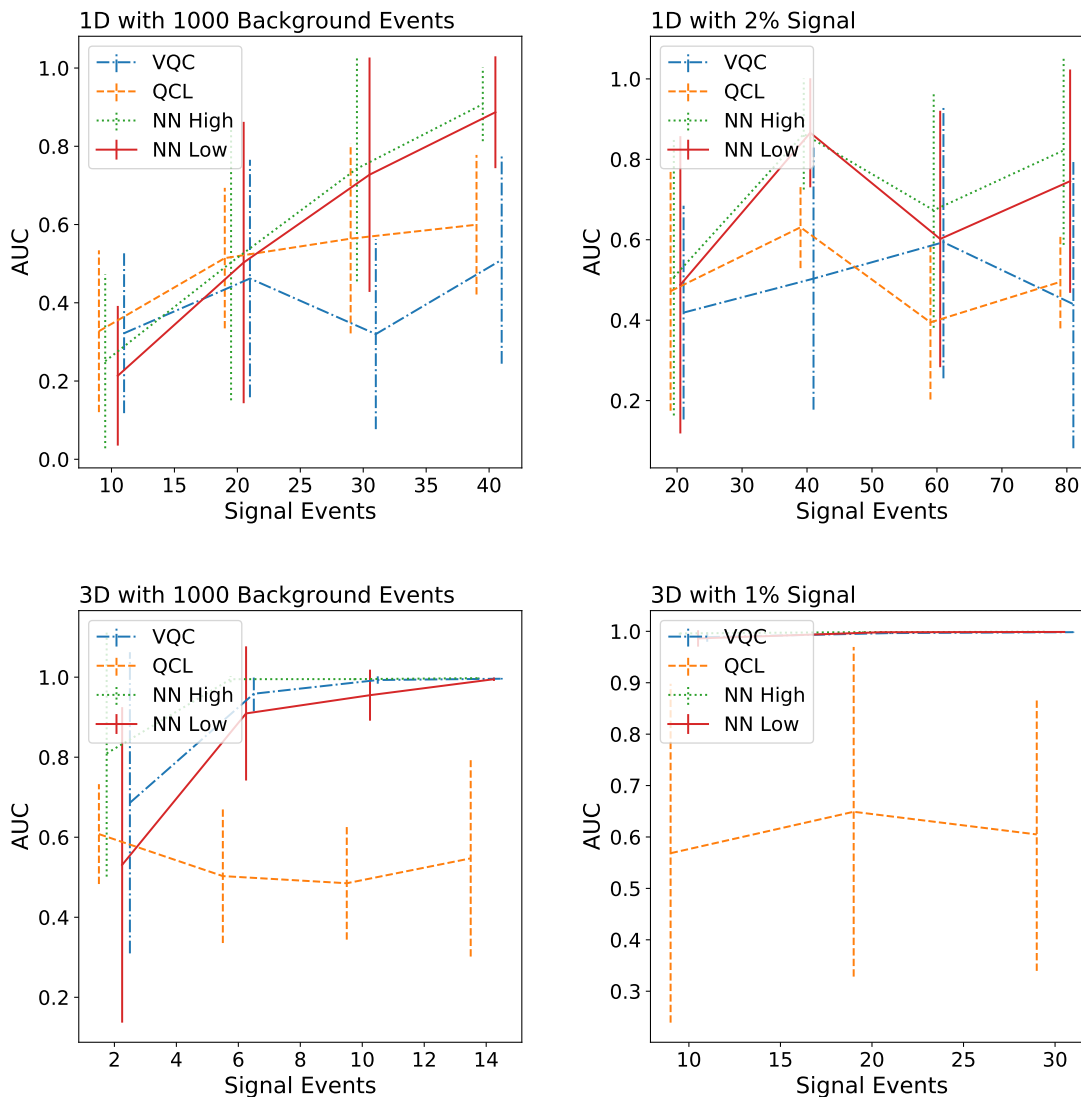 1D with 1000 Background Events
VQC
QCL
NN High
NN Low
1.0
0.8
0.6
0.4
0.2
0.0
AUC
10 15 20 25 30 35 40
Signal Events
1D with 2% Signal
VQC
QCL
NN High
NN Low
1.0
0.8
0.6
0.4
0.2
AUC
20 30 40 50 60 70 80
Signal Events
3D with 1000 Background Events
VQC
QCL
NN High
NN Low
1.0
0.8
0.6
0.4
0.2
AUC
2 4 6 8 10 12 14
Signal Events
3D with 1% Signal
VQC
QCL
NN High
NN Low
1.0
0.9
0.8
0.7
0.6
0.5
0.4
0.3
AUC
10 15 20 25 30
Signal Events